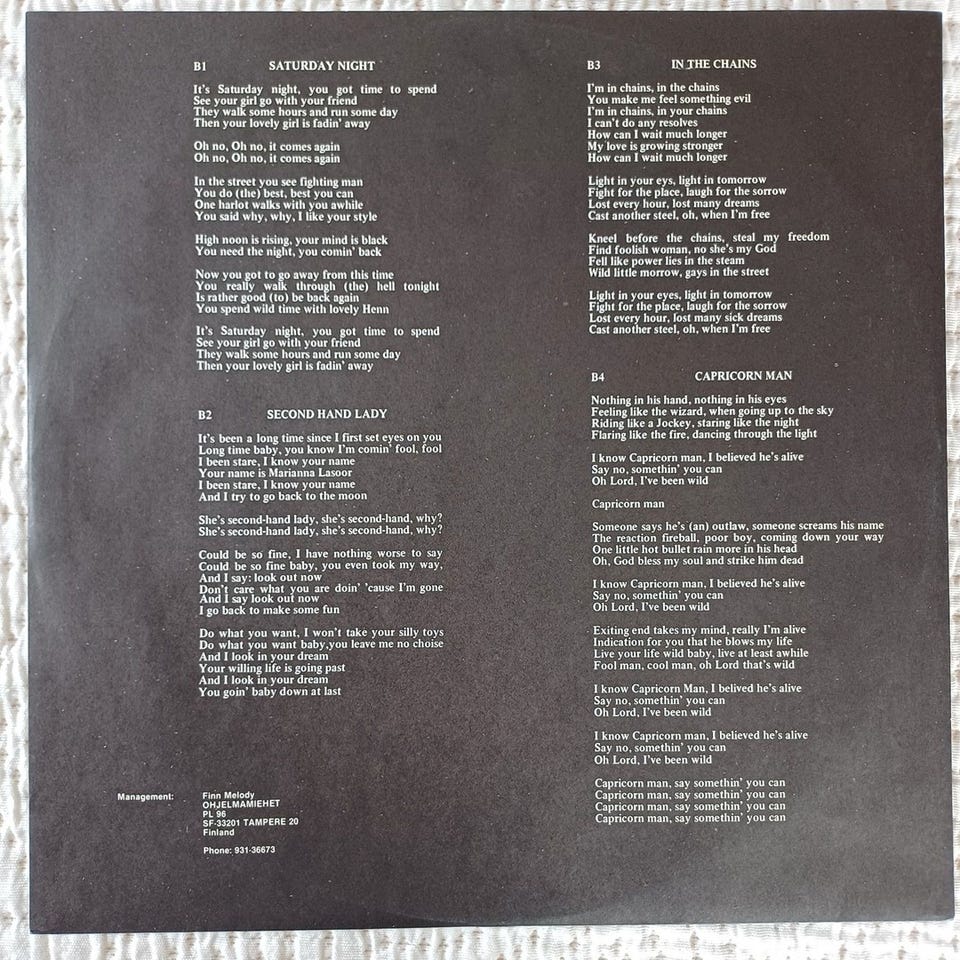 B1 SATURDAY NIGHT
It's Saturday night, you got time to spend
See your girl go with your friend
They walk some hours and run some day
Then your lovely girl is fadin' away
Oh no, Oh no, it comes again
Oh no, Oh no, it comes again
In the street you see fighting man
You do (the) best, best you can
One harlot walks with you awhile
You said why, why, I like your style
High noon is rising, your mind is black
You need the night, you comin' back
Now you got to go away from this time
You really walk through (the) hell tonight
Is rather good (to) be back again
You spend wild time with lovely Henn
It's Saturday night, you got time to spend
See your girl go with your friend
They walk some hours and run some day
Then your lovely girl is fadin' away
B2 SECOND HAND LADY
It's been a long time since I first set eyes on you
Long time baby, you know I'm comin' fool, fool
I been stare, I know your name
Your name is Marianna Lasoor
I been stare, I know your name
And I try to go back to the moon
She's second-hand lady, she's second-hand, why?
She's second-hand lady, she's second-hand, why?
Could be so fine, I have nothing worse to say
Could be so fine baby, you even took my way,
And I say: look out now
Don't care what you are doin' 'cause I'm gone
And I say look out now
I go back to make some fun
Do what you want, I won't take your silly toys
Do what you want baby,you leave me no choise
And I look in your dream
Your willing life is going past
And I look in your dream
You goin' baby down at last
Management: Finn Melody
OHJELMAMIEHET
PL 96
SF-33201 TAMPERE 20
Finland
Phone: 931-36673
B3 IN THE CHAINS
I'm in chains, in the chains
You make me feel something evil
I'm in chains, in your chains
I can't do any resolves
How can I wait much longer
My love is growing stronger
How can I wait much longer
Light in your eyes, light in tomorrow
Fight for the place, laugh for the sorrow
Lost every hour, lost many dreams
Cast another steel, oh, when I'm free
Kneel before the chains, steal my freedom
Find foolish woman, no she's my God
Fell like power lies in the steam
Wild little morrow, gays in the street
Light in your eyes, light in tomorrow
Fight for the place, laugh for the sorrow
Lost every hour, lost many sick dreams
Cast another steel, oh, when I'm free
B4 CAPRICORN MAN
Nothing in his hand, nothing in his eyes
Feeling like the wizard, when going up to the sky
Riding like a Jockey, staring like the night
Flaring like the fire, dancing through the light
I know Capricorn man, I believed he's alive
Say no, somethin' you can
Oh Lord, I've been wild
Capricorn man
Someone says he's (an) outlaw, someone screams his name
The reaction fireball, poor boy, coming down your way
One little hot bullet rain more in his head
Oh, God bless my soul and strike him dead
I know Capricorn man, I believed he's alive
Say no, somethin' you can
Oh Lord, I've been wild
Exiting end takes my mind, really I'm alive
Indication for you that he blows my life
Live your life wild baby, live at least awhile
Fool man, cool man, oh Lord that's wild
I know Capricorn Man, I belived he's alive
Say no, somethin' you can
Oh Lord, I've been wild
I know Capricorn man, I believed he's alive
Say no, somethin' you can
Oh Lord, I've been wild
Capricorn man, say somethin' you can
Capricorn man, say somethin' you can
Capricorn man, say somethin' you can
Capricorn man, say somethin' you can